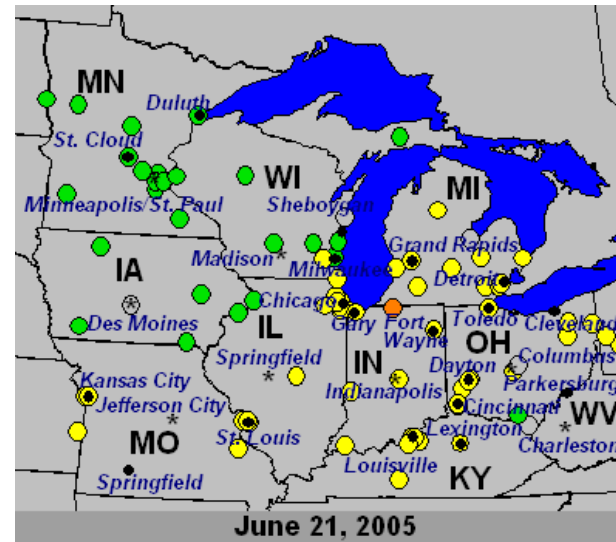 MN
Duluth
St. Cloud
WI
MI
Sheboygan
Minneapolis/St. Paul
Grand Rapids
Madison
Milwaukee
IA
Detroit
Chicago
Des Moines
IL
Gary
Fort
Wayne
Toledo
Cleveland
OH
Springfield
IN
Dayton
Columbus
Kansas City
Indianapolis
Parkersburg
Jefferson City
Cincinnati
WV
MO
St. Louis
Lexington
Charleston
Louisville
Springfield
KY
June 21, 2005